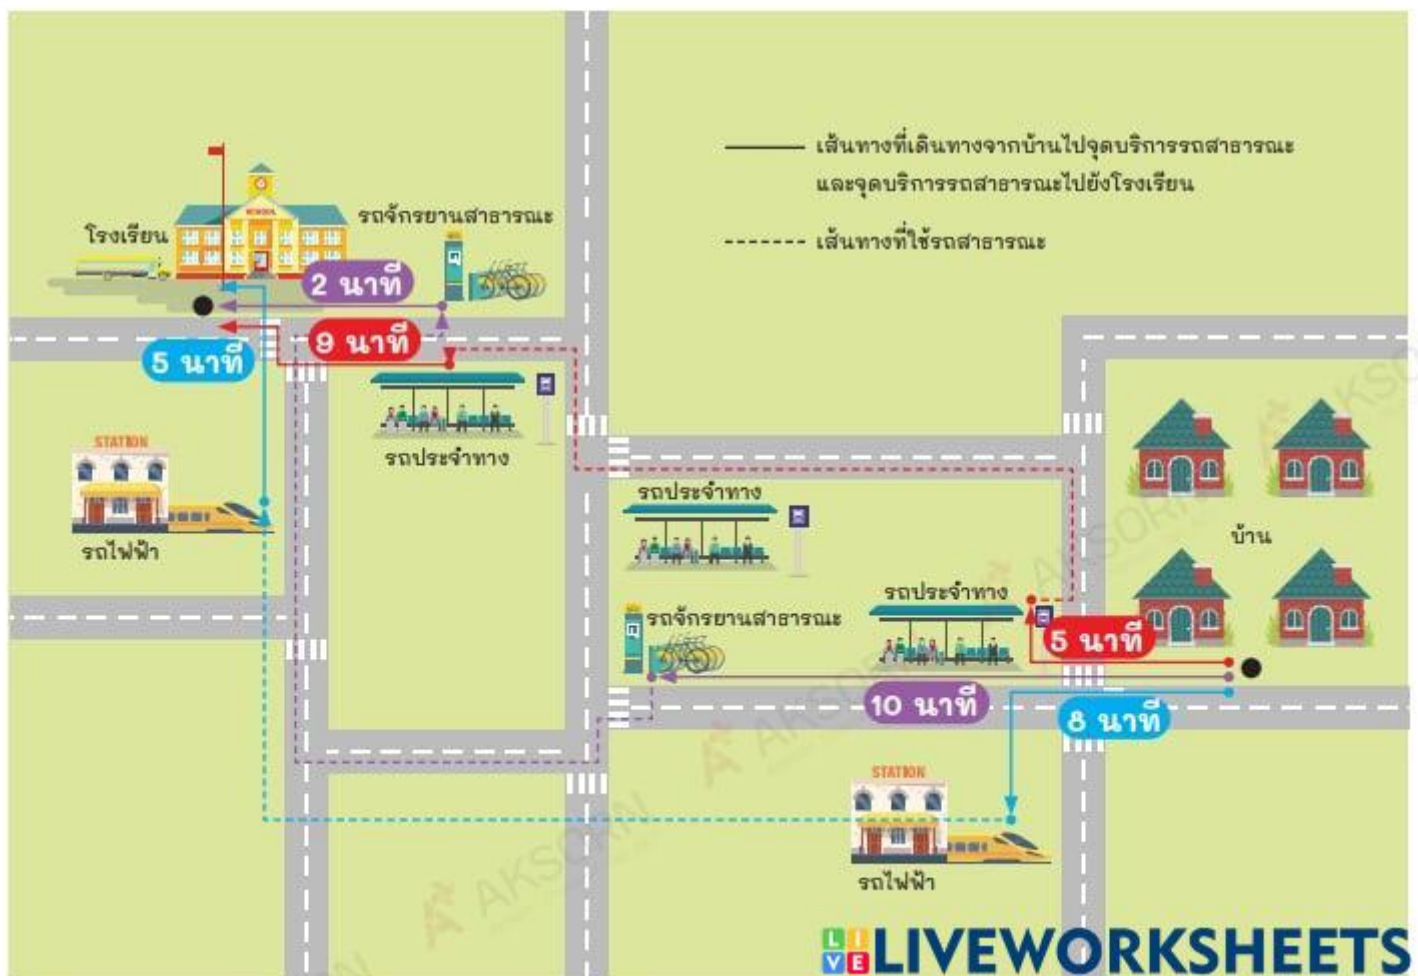 เส้นทางที่เดินทางจากบ้านไปจุดบริการรถสาธารณะ
และจุดบริการรถสาธารณะไปยังโรงเรียน
เส้นทางที่ใช้รถสาธารณะ
โรงเรียน
SCHOOL
รถจักรยานสาธารณะ
2 นาที
9 นาที
5 นาที
รถประจำทาง
STATION
รถไฟฟ้า
รถประจำทาง
บ้าน
รถประจำทาง
รถจักรยานสาธารณะ
5 นาที
10 นาที
8 นาที
STATION
รถไฟฟ้า
AKSORN
AKSORN
AKSORN
LIVE LIVEWORKSHEETS